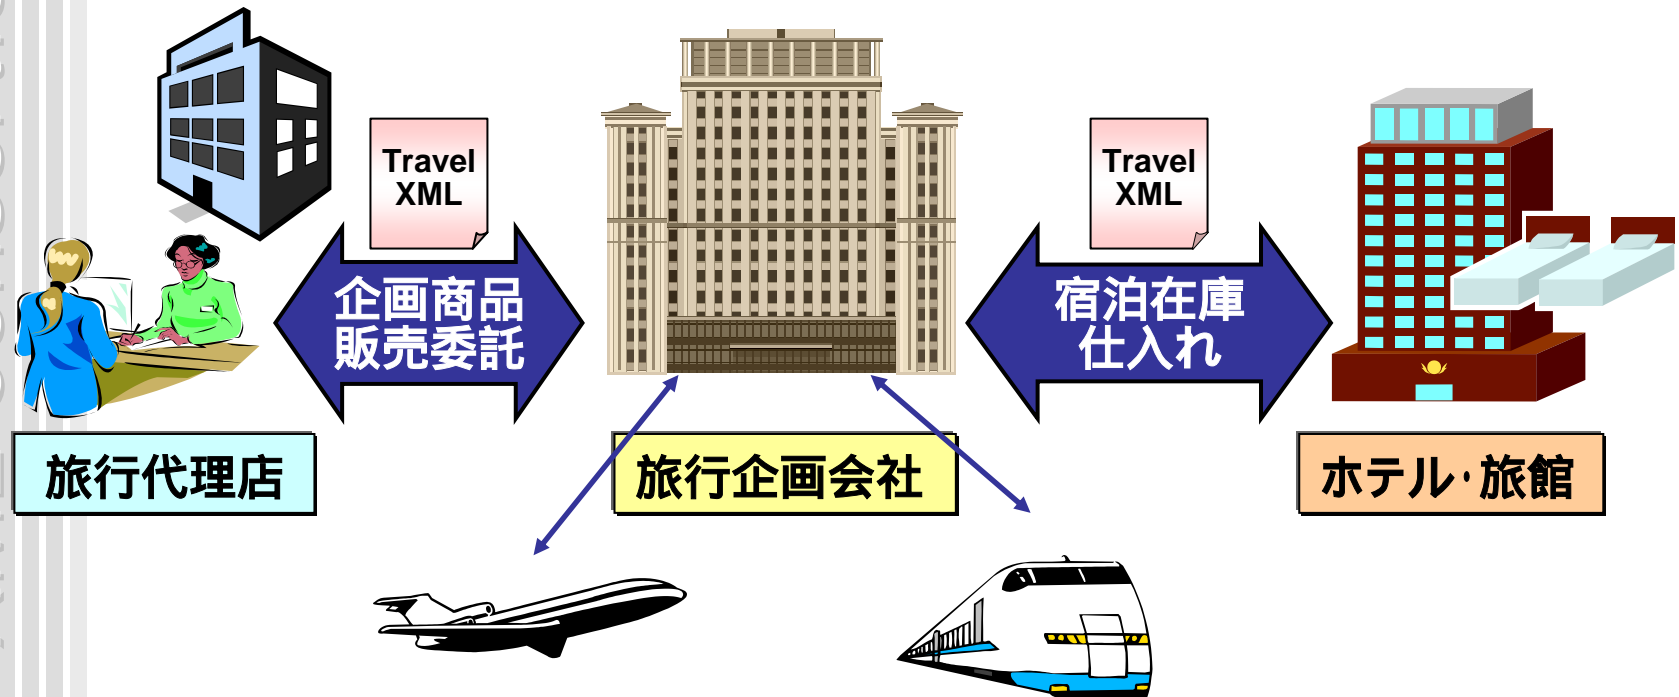 Travel
XML
企画商品
販売委託
Travel
XML
宿泊在庫
仕入れ
旅行代理店
旅行企画会社
ホテル・旅館